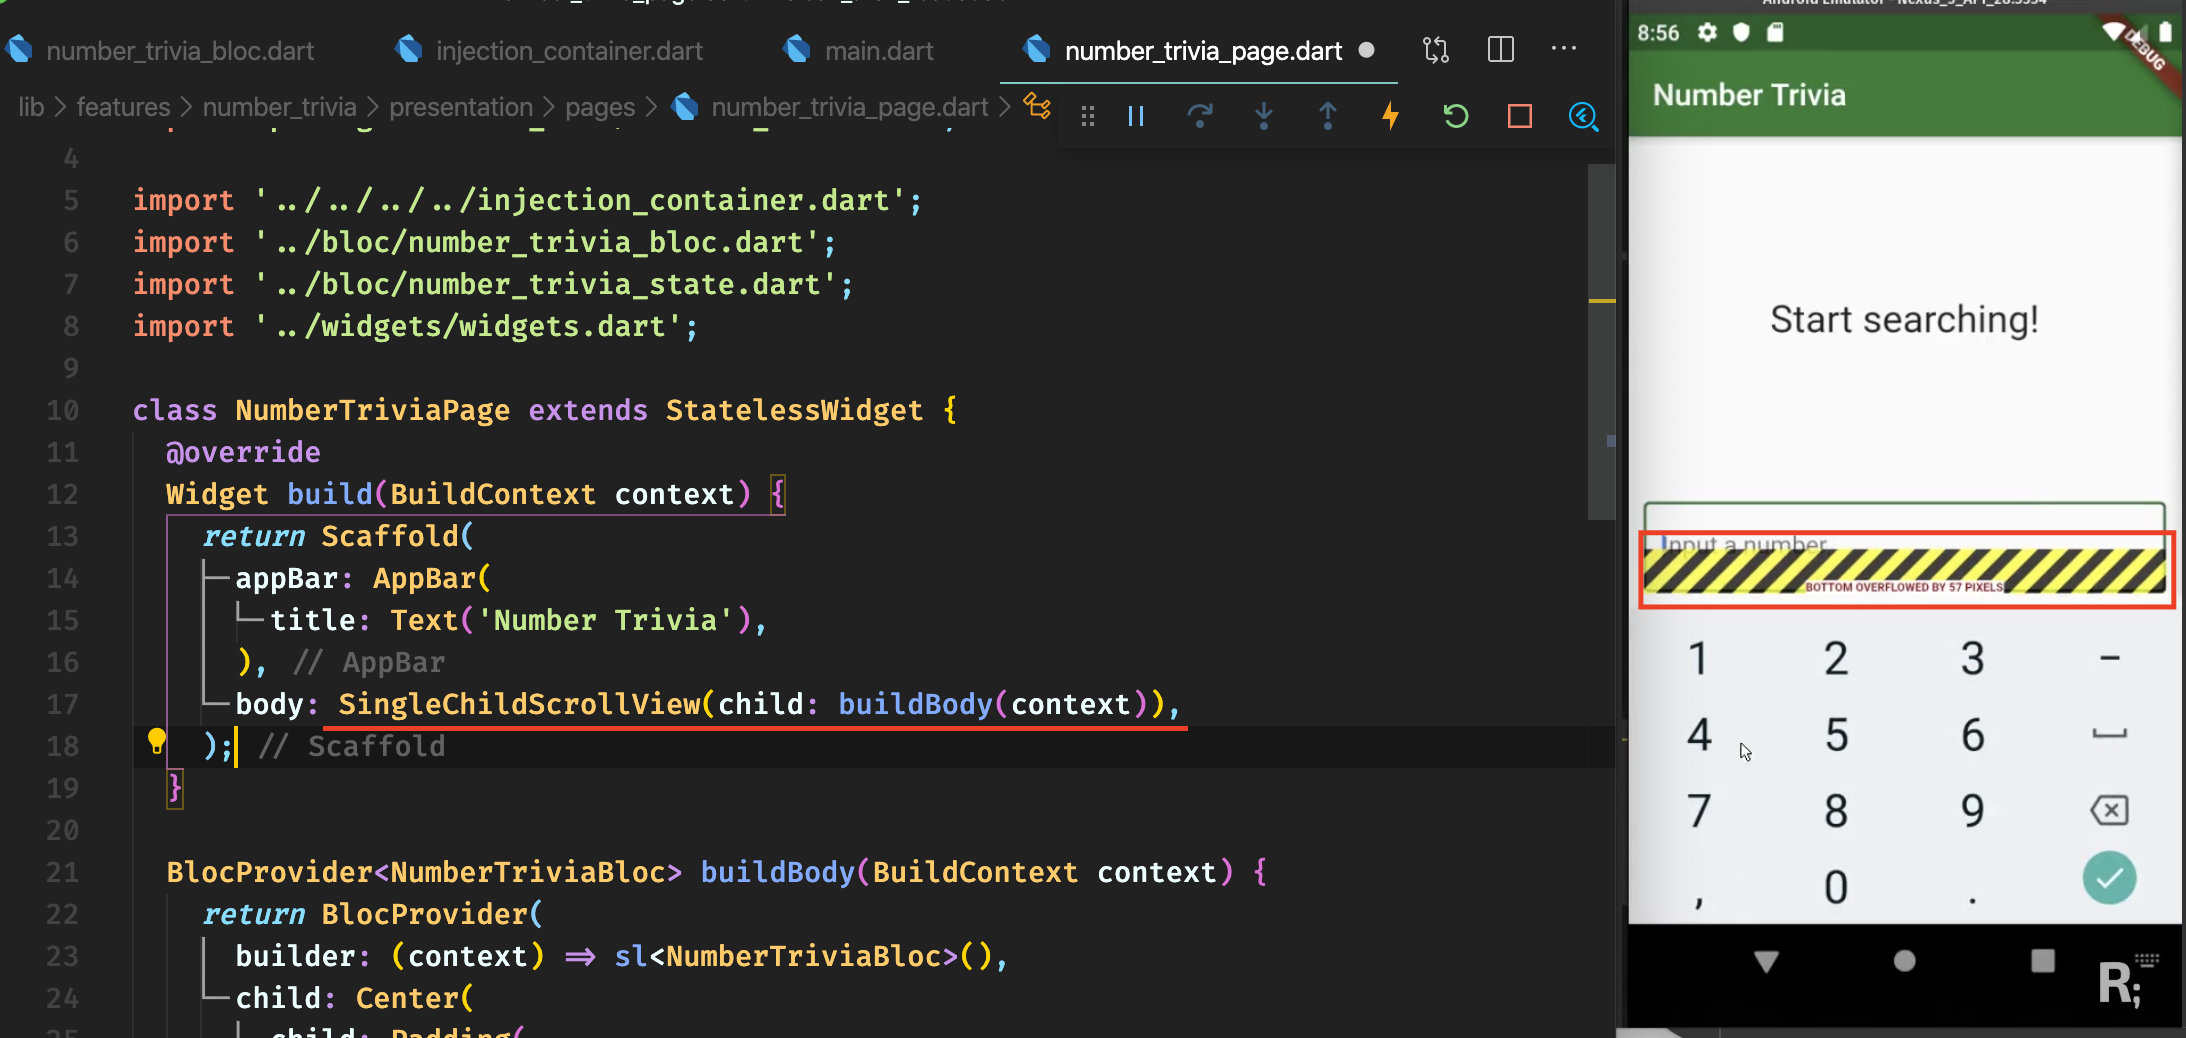 number_trivia_bloc.dart injection_container.dart main.dart number_trivia_page.dart
lib > features > number_trivia > presentation > pages > number_trivia_page.dart >
4
5 import '../../../../injection_container.dart';
6 import '../bloc/number_trivia_bloc.dart';
7 import '../bloc/number_trivia_state.dart';
8 import '../widgets/widgets.dart';
9
10 class NumberTriviaPage extends StatelessWidget {
11 @override
12 Widget build(BuildContext context) {
13 return Scaffold(
14 appBar: AppBar(
15 title: Text('Number Trivia'),
16 ), // AppBar
17 body: SingleChildScrollView(child: buildBody(context)),
18 ); // Scaffold
19 }
20
21 BlocProvider<NumberTriviaBloc> buildBody(BuildContext context) {
22 return BlocProvider(
23 builder: (context) => sl<NumberTriviaBloc>(),
24 child: Center(
25 child: Padding(
8:56
DEBUG
Number Trivia
Start searching!
Input a number
BOTTOM OVERFLOWED BY 57 PIXELS
1 2 3 -
4 5 6
7 8 9
, 0 .
R;